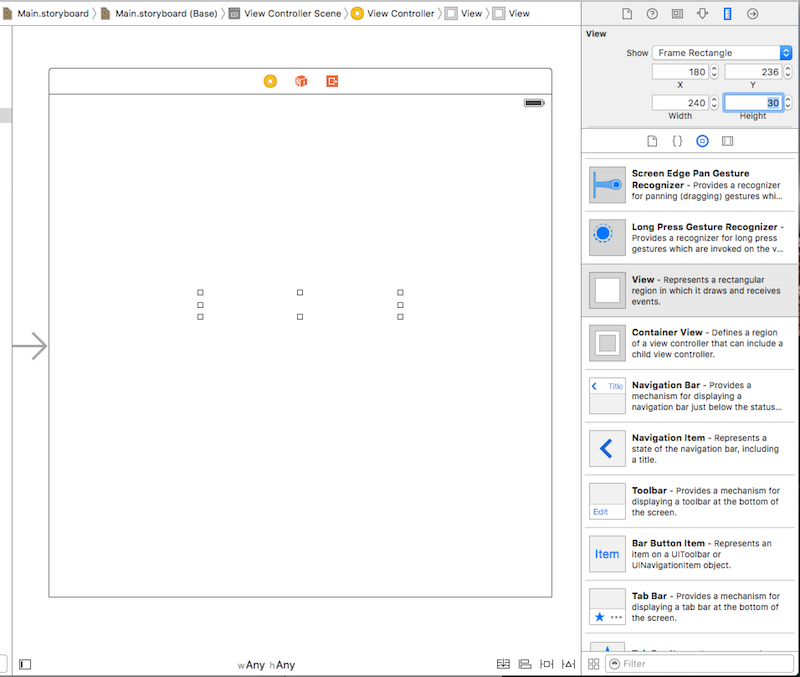 Main.storyboard
Main.storyboard (Base)
View Controller Scene
View Controller
View
View
View
Show
Frame Rectangle
180
236
X
Y
240
30
Width
Height
Screen Edge Pan Gesture
Recognizer - Provides a recognizer
for panning (dragging) gestures whi...
Long Press Gesture Recognizer -
Provides a recognizer for long press
gestures which are invoked on the v...
View - Represents a rectangular
region in which it draws and receives
events.
Container View - Defines a region
of a view controller that can include a
child view controller.
Title
Navigation Bar - Provides a
mechanism for displaying a
navigation bar just below the status...
Navigation Item - Represents a
state of the navigation bar, including
a title.
Edit
Toolbar - Provides a mechanism for
displaying a toolbar at the bottom of
the screen.
Item
Bar Button Item - Represents an
item on a UIToolbar or
UINavigationItem object.
Tab Bar - Provides a mechanism for
displaying a tab bar at the bottom of
the screen.
wAny hAny
Filter